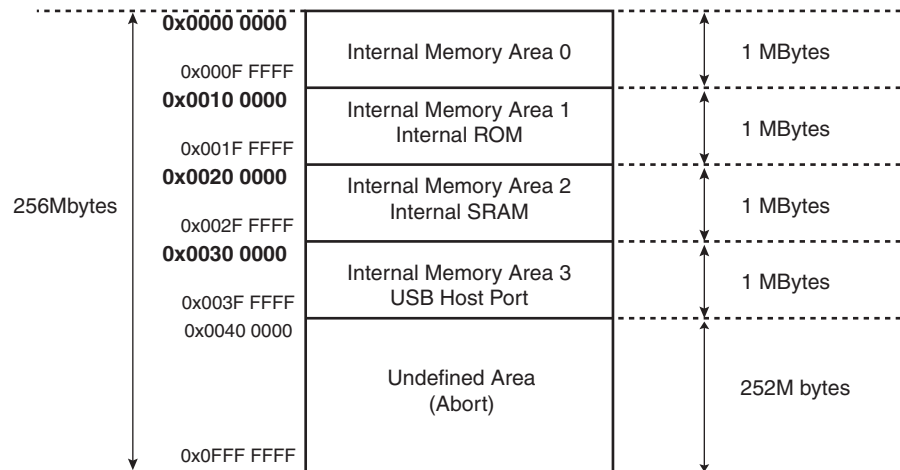 0x0000 0000
Internal Memory Area 0
1 MBytes
0x000F FFFF
0x0010 0000
Internal Memory Area 1
Internal ROM
1 MBytes
0x001F FFFF
0x0020 0000
Internal Memory Area 2
Internal SRAM
1 MBytes
256Mbytes
0x002F FFFF
0x0030 0000
Internal Memory Area 3
USB Host Port
1 MBytes
0x003F FFFF
0x0040 0000
Undefined Area
(Abort)
252M bytes
0x0FFF FFFF